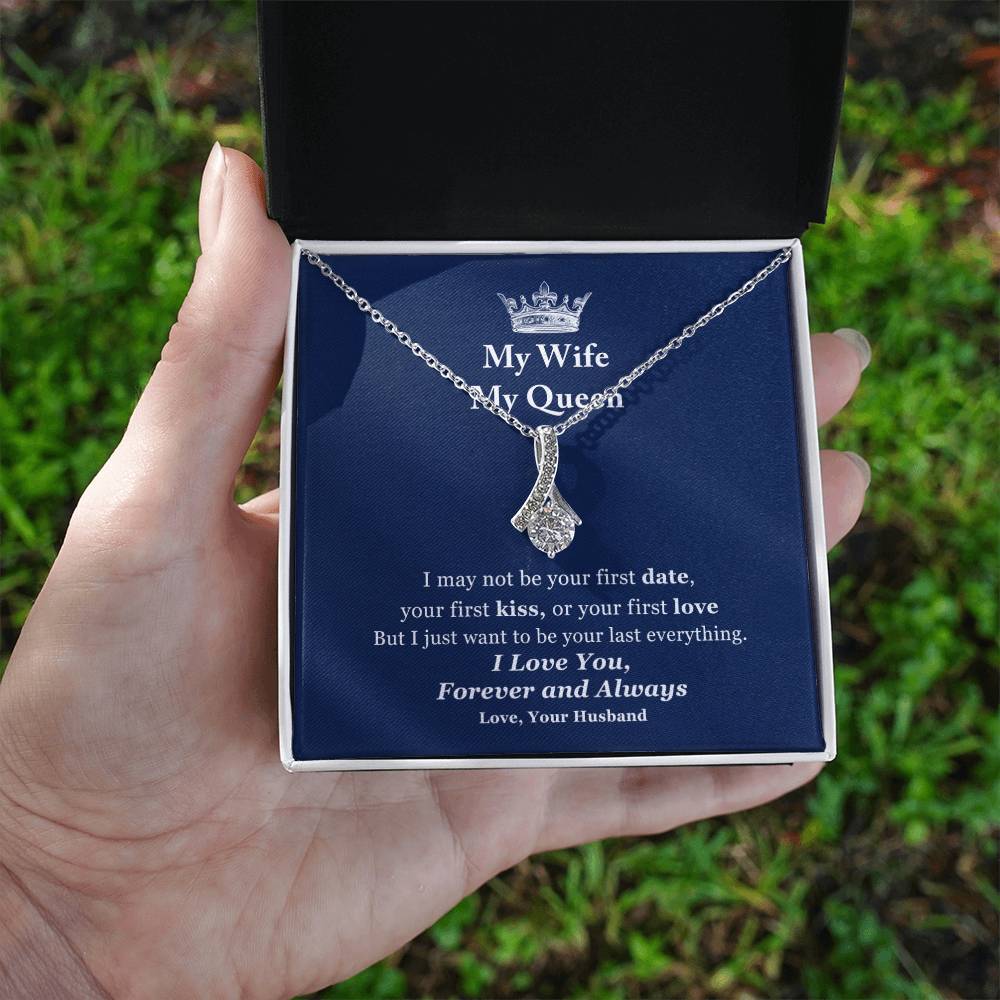 My Wife
My Queen
I may not be your first date,
your first kiss, or your first love
But I just want to be your last everything.
I Love You,
Forever and Always
Love, Your Husband